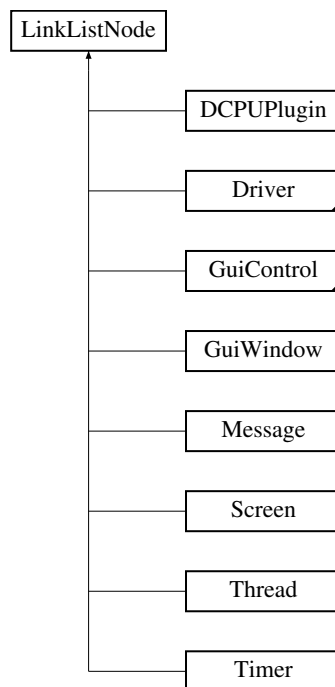 LinkListNode
DCPUPlugin
Driver
GuiControl
GuiWindow
Message
Screen
Thread
Timer